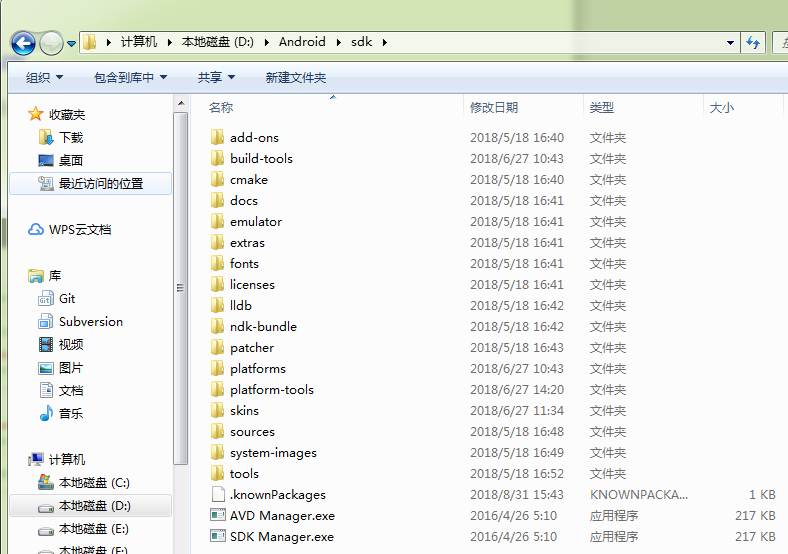 计算机 本地磁盘 (D:) Android sdk
组织 包含到库中 共享 新建文件夹
收藏夹
下载
桌面
最近访问的位置
WPS云文档
库
Git
Subversion
视频
图片
文档
音乐
计算机
本地磁盘 (C:)
本地磁盘 (D:)
本地磁盘 (E:)
名称 修改日期 类型 大小
add-ons 2018/5/18 16:40 文件夹
build-tools 2018/6/27 10:43 文件夹
cmake 2018/5/18 16:40 文件夹
docs 2018/5/18 16:41 文件夹
emulator 2018/5/18 16:41 文件夹
extras 2018/5/18 16:41 文件夹
fonts 2018/5/18 16:41 文件夹
licenses 2018/5/18 16:41 文件夹
lldb 2018/5/18 16:42 文件夹
ndk-bundle 2018/5/18 16:42 文件夹
patcher 2018/5/18 16:43 文件夹
platforms 2018/6/27 10:43 文件夹
platform-tools 2018/6/27 14:20 文件夹
skins 2018/6/27 11:34 文件夹
sources 2018/5/18 16:48 文件夹
system-images 2018/5/18 16:49 文件夹
tools 2018/5/18 16:52 文件夹
.knownPackages 2018/8/31 15:43 KNOWNPACKA... 1 KB
AVD Manager.exe 2016/4/26 5:10 应用程序 217 KB
SDK Manager.exe 2016/4/26 5:10 应用程序 217 KB